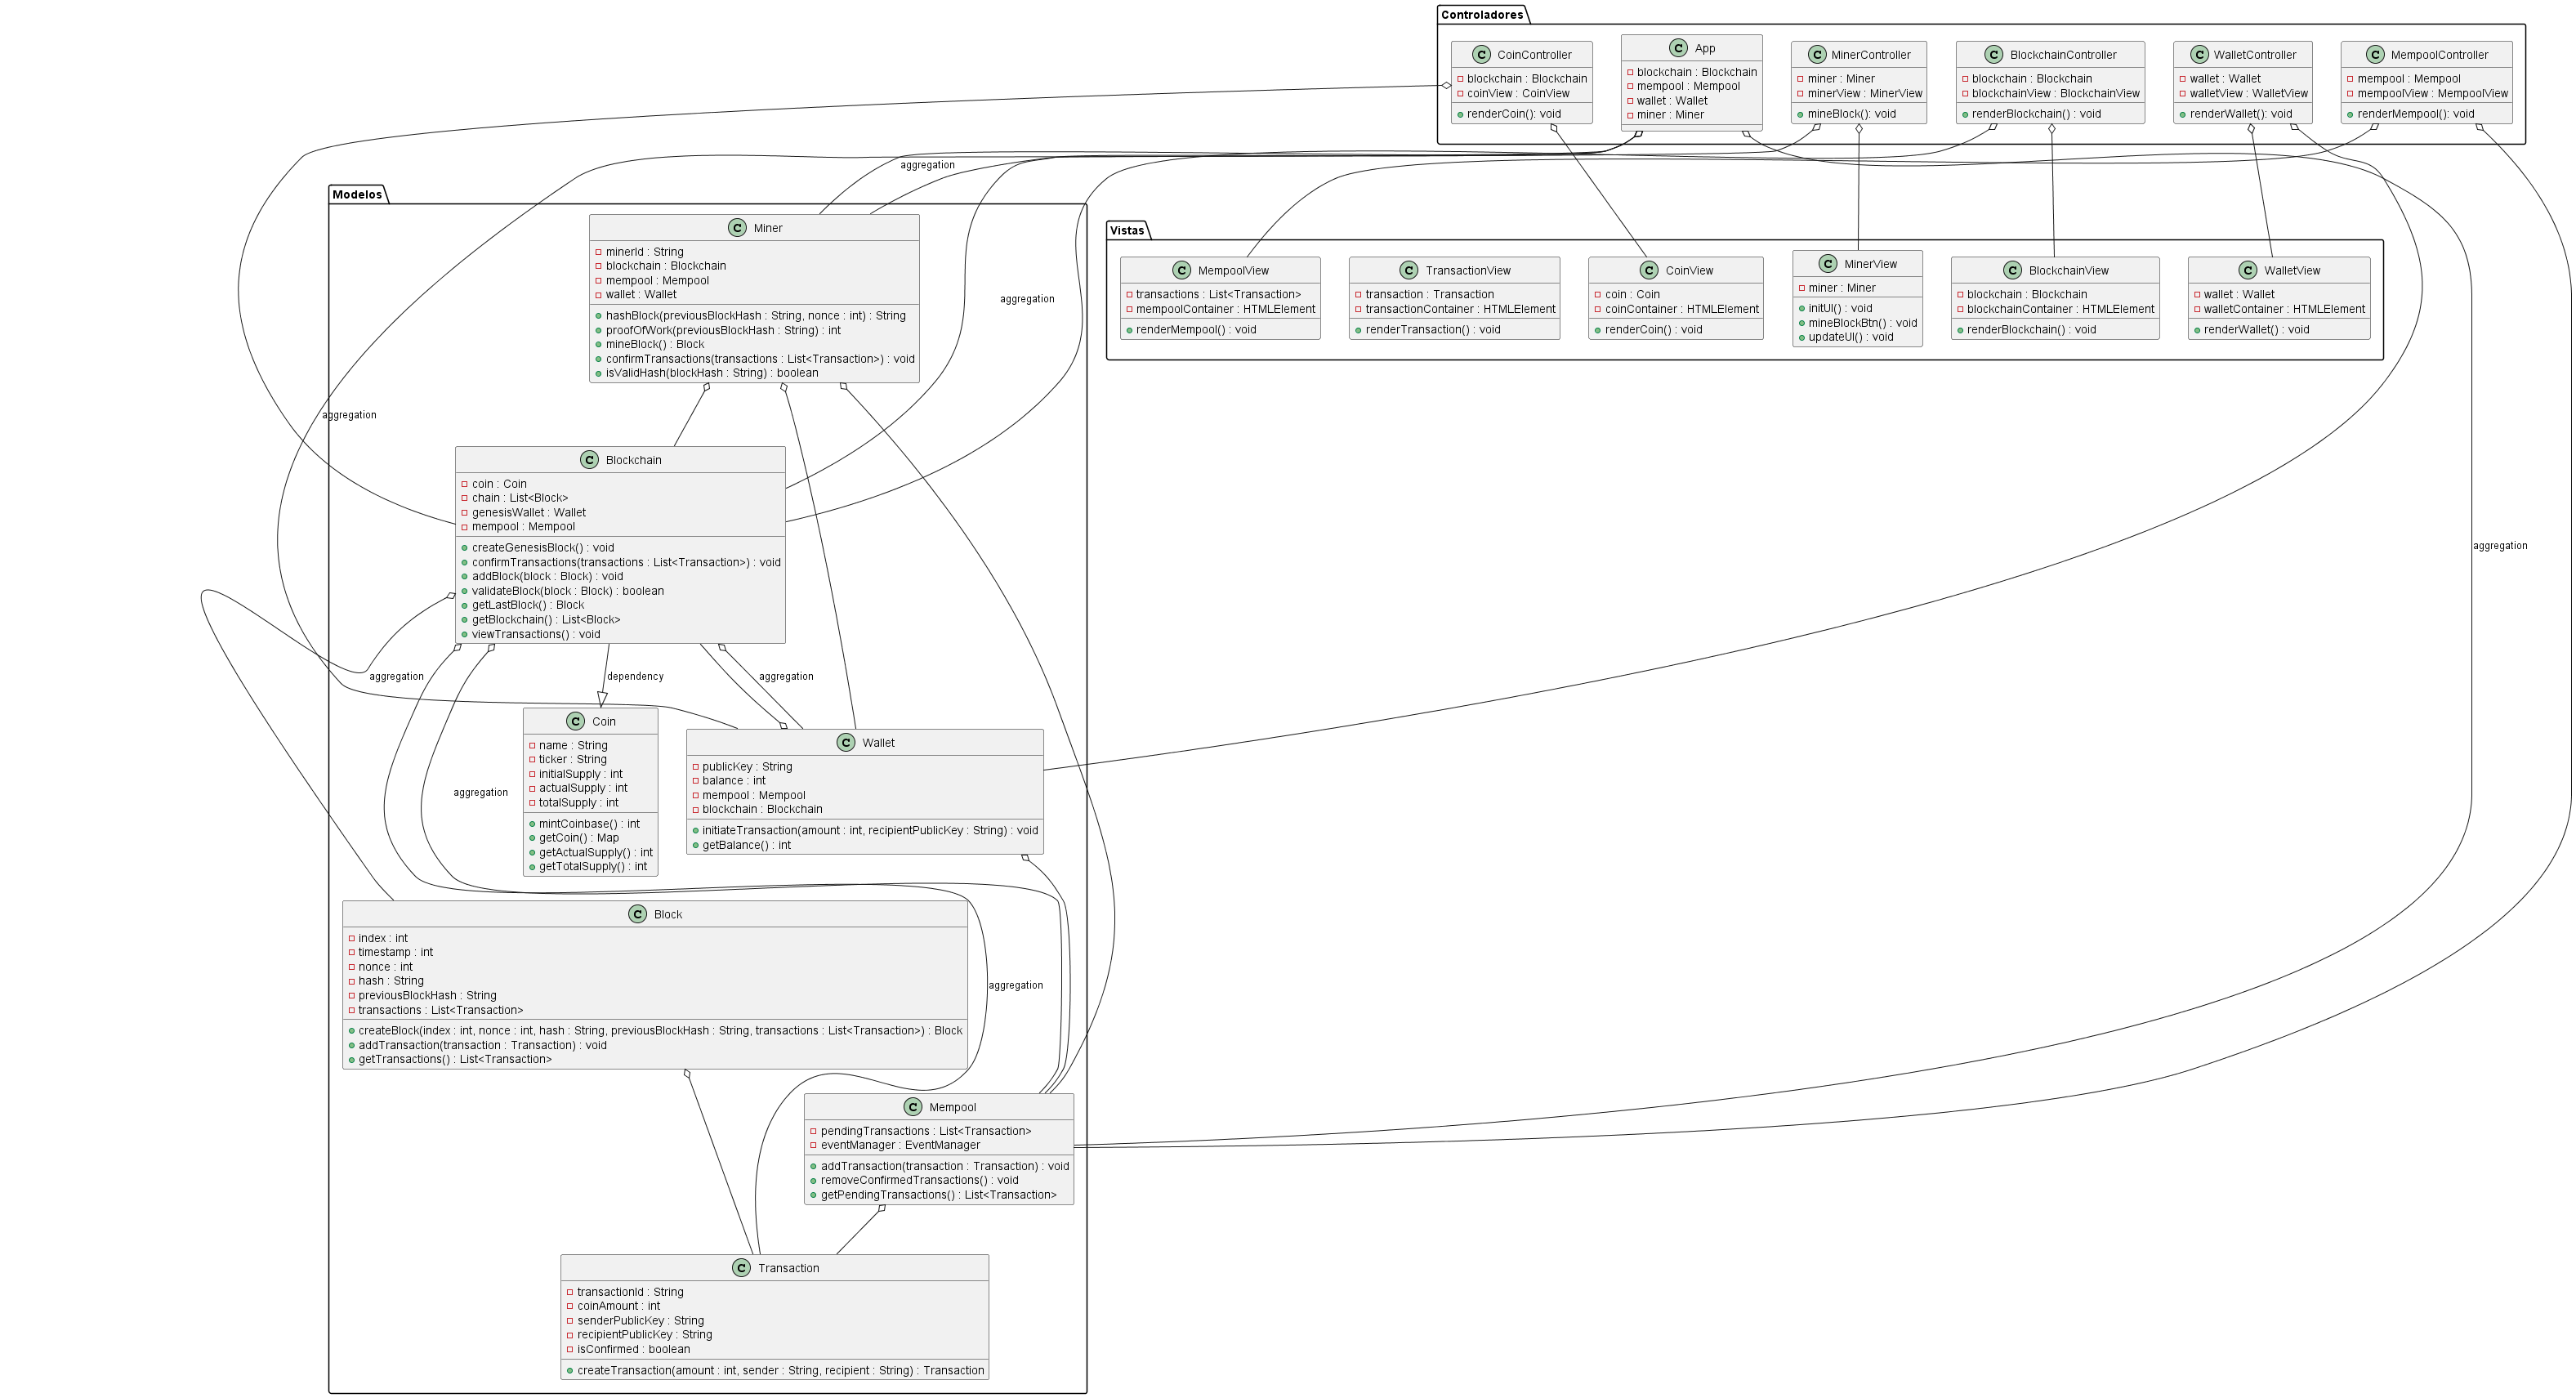 Controladores
C CoinController
blockchain : Blockchain
coinView : CoinView
renderCoin(): void
C App
blockchain : Blockchain
mempool : Mempool
wallet : Wallet
miner : Miner
C MinerController
miner : Miner
minerView : MinerView
mineBlock(): void
C BlockchainController
blockchain : Blockchain
blockchainView : BlockchainView
renderBlockchain() : void
C WalletController
wallet : Wallet
walletView : WalletView
renderWallet(): void
C MempoolController
mempool : Mempool
mempoolView : MempoolView
renderMempool(): void
aggregation
Modelos
C Miner
minerId : String
blockchain : Blockchain
mempool : Mempool
wallet : Wallet
hashBlock(previousBlockHash : String, nonce : int) : String
proofOfWork(previousBlockHash : String) : int
mineBlock() : Block
confirmTransactions(transactions : List<Transaction>) : void
isValidHash(blockHash : String) : boolean
aggregation
Vistas
C MempoolView
transactions : List<Transaction>
mempoolContainer : HTMLElement
renderMempool() : void
C TransactionView
transaction : Transaction
transactionContainer : HTMLElement
renderTransaction() : void
C CoinView
coin : Coin
coinContainer : HTMLElement
renderCoin() : void
C MinerView
miner : Miner
initUI() : void
mineBlockBtn() : void
updateUI() : void
C BlockchainView
blockchain : Blockchain
blockchainContainer : HTMLElement
renderBlockchain() : void
C WalletView
wallet : Wallet
walletContainer : HTMLElement
renderWallet() : void
aggregation
C Blockchain
coin : Coin
chain : List<Block>
genesisWallet : Wallet
mempool : Mempool
createGenesisBlock() : void
confirmTransactions(transactions : List<Transaction>) : void
addBlock(block : Block) : void
validateBlock(block : Block) : boolean
getLastBlock() : Block
getBlockchain() : List<Block>
viewTransactions() : void
aggregation
aggregation
dependency
aggregation
C Coin
name : String
ticker : String
initialSupply : int
actualSupply : int
totalSupply : int
mintCoinbase() : int
getCoin() : Map
getActualSupply() : int
getTotalSupply() : int
aggregation
C Wallet
publicKey : String
balance : int
mempool : Mempool
blockchain : Blockchain
initiateTransaction(amount : int, recipientPublicKey : String) : void
getBalance() : int
C Block
index : int
timestamp : int
nonce : int
hash : String
previousBlockHash : String
transactions : List<Transaction>
createBlock(index : int, nonce : int, hash : String, previousBlockHash : String, transactions : List<Transaction>) : Block
addTransaction(transaction : Transaction) : void
getTransactions() : List<Transaction>
aggregation
C Mempool
pendingTransactions : List<Transaction>
eventManager : EventManager
addTransaction(transaction : Transaction) : void
removeConfirmedTransactions() : void
getPendingTransactions() : List<Transaction>
C Transaction
transactionId : String
coinAmount : int
senderPublicKey : String
recipientPublicKey : String
isConfirmed : boolean
createTransaction(amount : int, sender : String, recipient : String) : Transaction